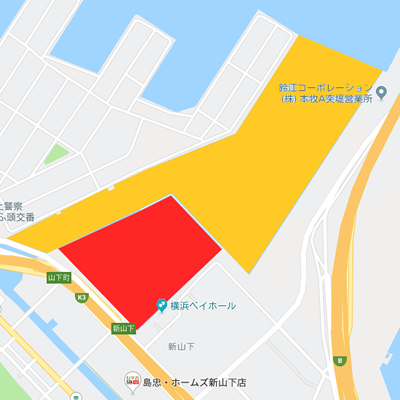 鈴江コーポレーション
(株) 本牧A突堤営業所
上警察
ふ頭交番
山下町
K3
横浜ベイホール
新山下
新山下
B
島忠・ホームズ新山下店